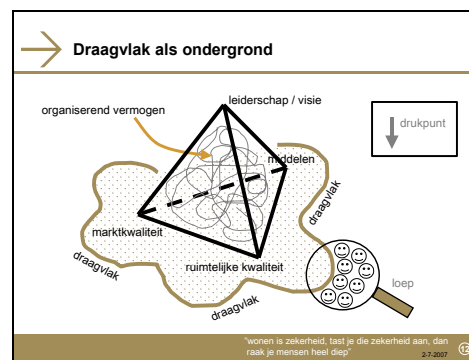 Draagvlak als ondergrond
leiderschap / visie
organiserend vermogen
drukpunt
middelen
draagvlak
marktkwaliteit
draagvlak
ruimtelijke kwaliteit
loep
draagvlak
"wonen is zekerheid, tast je die zekerheid aan, dan
raak je mensen heel diep"
2-7-2007
12